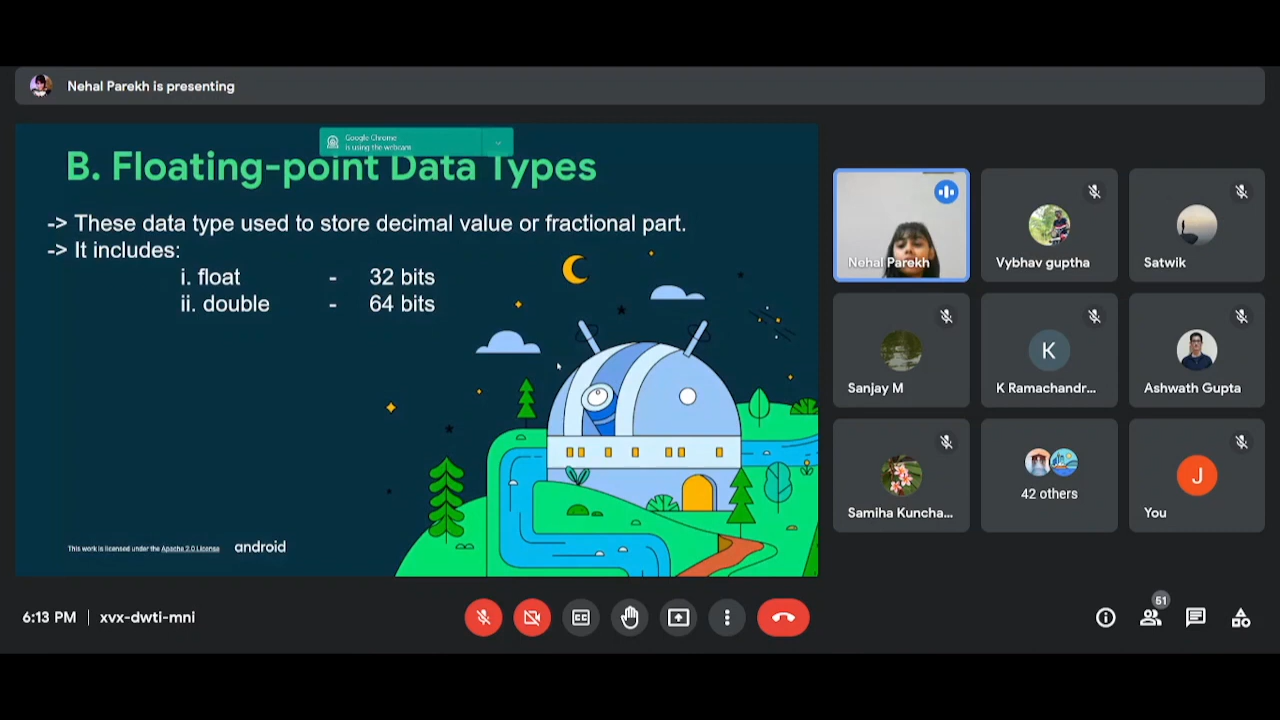 Nehal Parekh is presenting
Google Chrome
is using the webcam
B. Floating-point Data Types
-> These data type used to store decimal value or fractional part.
-> It includes:
i. float - 32 bits
ii. double - 64 bits
This work is licensed under the Apache 2.0 License
android
Nehal Parekh
Vybhav guptha
Satwik
Sanjay M
K
K Ramachandr...
Ashwath Gupta
Samiha Kuncha...
42 others
J
You
6:13 PM | xvx-dwti-mni
CC
51